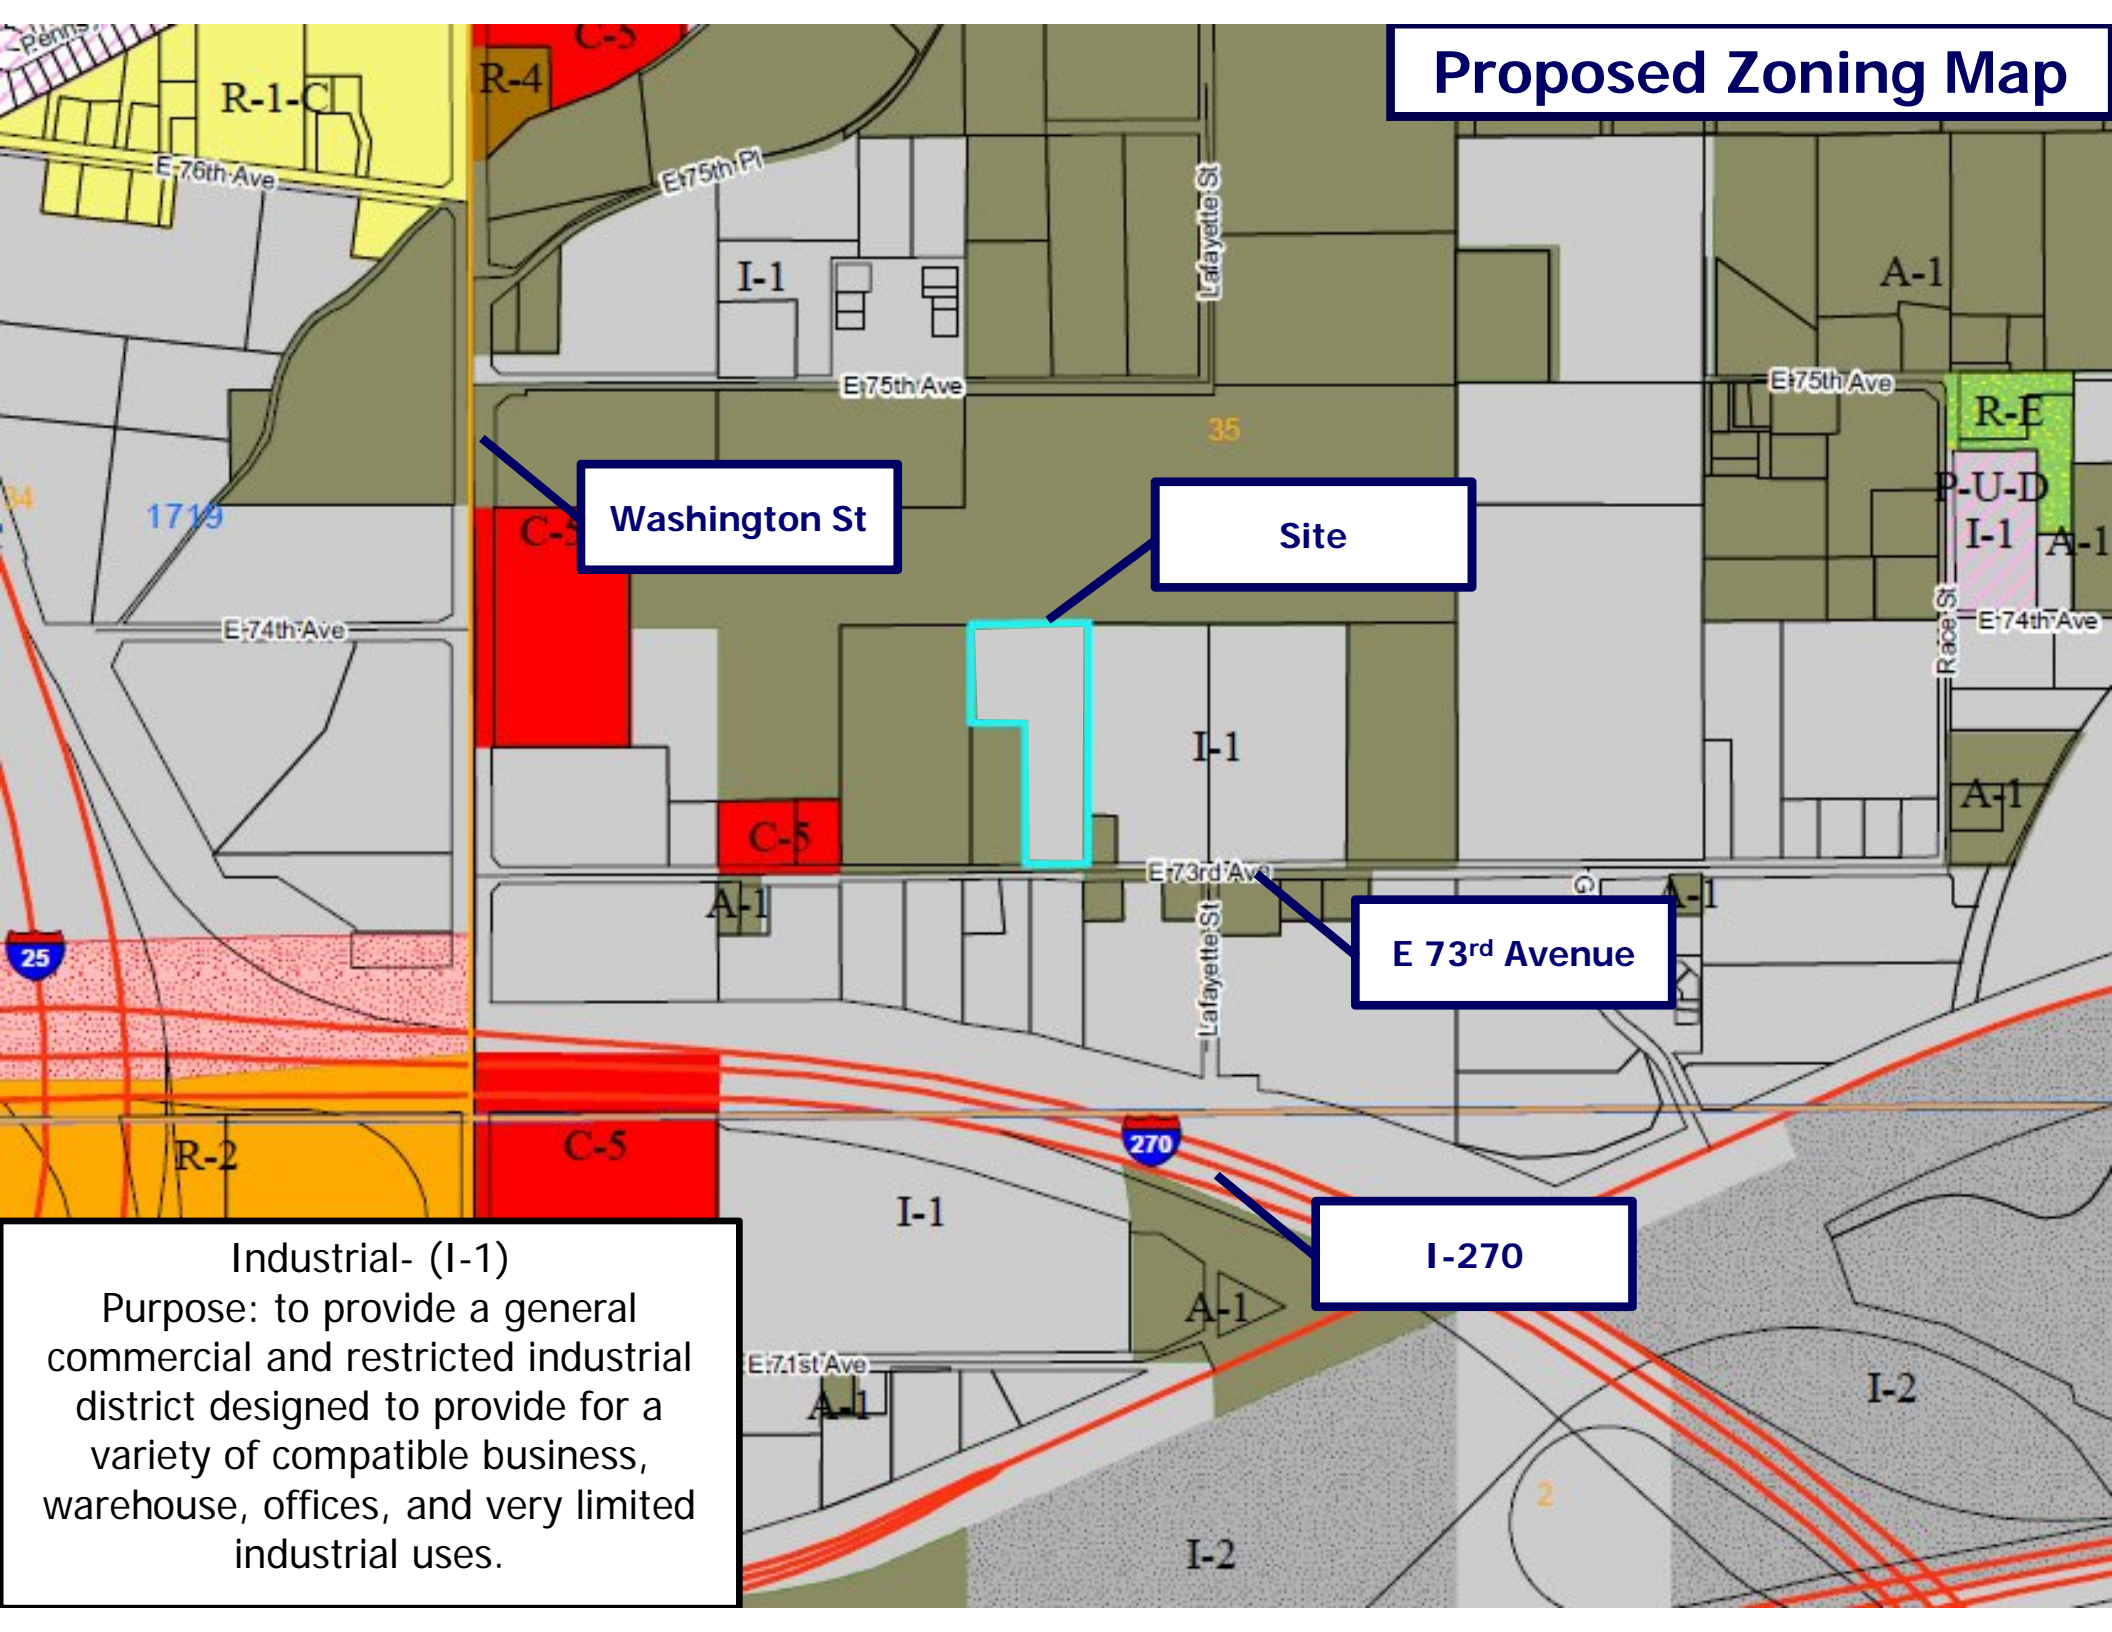 Proposed Zoning Map
C-5
R-4
R-1-C
E 76th Ave
E 75th Pl
Lafayette St
I-1
A-1
E 75th Ave
E 75th Ave
R-E
35
34
1719
P-U-D
I-1
A-1
C-5
Washington St
Site
E 74th Ave
E 74th Ave
Race St
I-1
A-1
C-5
E 73rd Ave
A-1
G
A-1
E 73rd Avenue
Lafayette St
25
270
R-2
C-5
I-1
I-270
A-1
E 71st Ave
A-1
I-2
2
I-2
Industrial- (I-1)
Purpose: to provide a general
commercial and restricted industrial
district designed to provide for a
variety of compatible business,
warehouse, offices, and very limited
industrial uses.